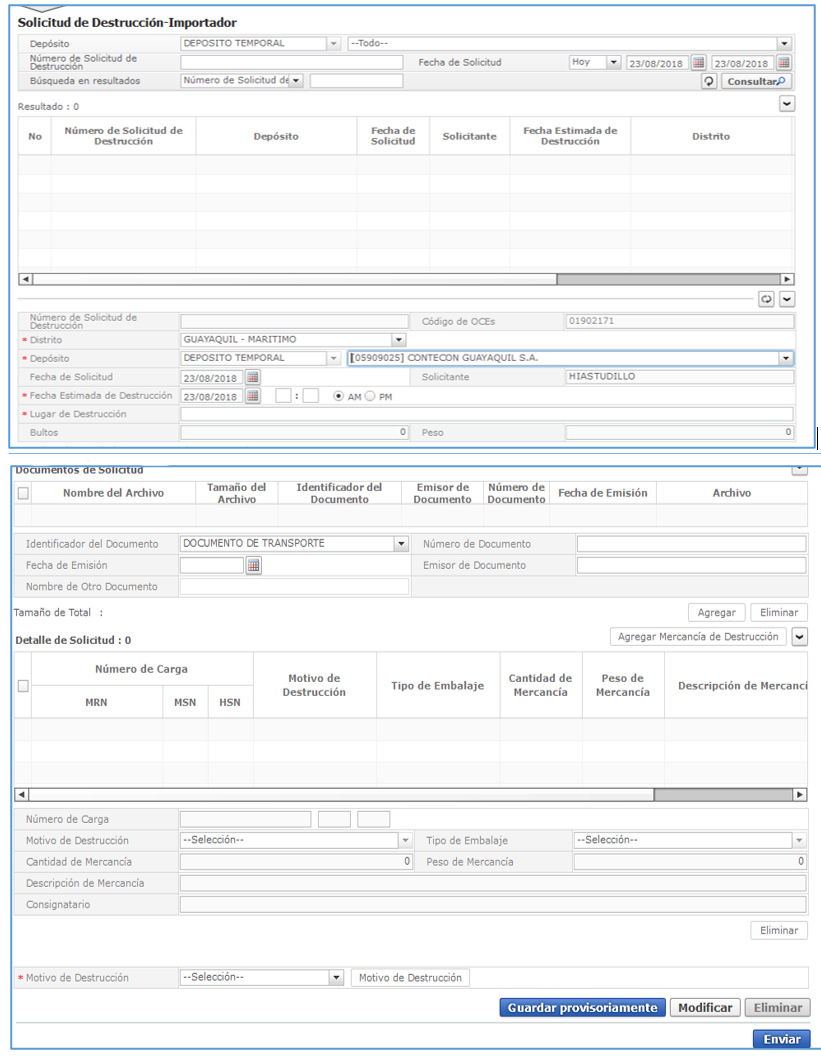 Solicitud de Destrucción-Importador
Depósito DEPOSITO TEMPORAL --Todo--
Número de Solicitud de Destrucción Fecha de Solicitud Hoy 23/08/2018 23/08/2018
Búsqueda en resultados Número de Solicitud de Consultar
Resultado : 0
No Número de Solicitud de Destrucción Depósito Fecha de Solicitud Solicitante Fecha Estimada de Destrucción Distrito
Número de Solicitud de Destrucción Código de OCEs 01902171
* Distrito GUAYAQUIL - MARITIMO
* Depósito DEPOSITO TEMPORAL [05909025] CONTECON GUAYAQUIL S.A.
Fecha de Solicitud 23/08/2018 Solicitante HIASTUDILLO
* Fecha Estimada de Destrucción 23/08/2018 : AM PM
* Lugar de Destrucción
Bultos 0 Peso 0
Documentos de Solicitud
Nombre del Archivo Tamaño del Archivo Identificador del Documento Emisor de Documento Número de Documento Fecha de Emisión Archivo
Identificador del Documento DOCUMENTO DE TRANSPORTE Número de Documento
Fecha de Emisión Emisor de Documento
Nombre de Otro Documento
Tamaño de Total : Agregar Eliminar
Detalle de Solicitud : 0 Agregar Mercancía de Destrucción
Número de Carga Motivo de Destrucción Tipo de Embalaje Cantidad de Mercancía Peso de Mercancía Descripción de Mercanci
MRN MSN HSN
Número de Carga
Motivo de Destrucción --Selección-- Tipo de Embalaje --Selección--
Cantidad de Mercancía 0 Peso de Mercancía 0
Descripción de Mercancía
Consignatario
Eliminar
* Motivo de Destrucción --Selección-- Motivo de Destrucción
Guardar provisoriamente Modificar Eliminar
Enviar